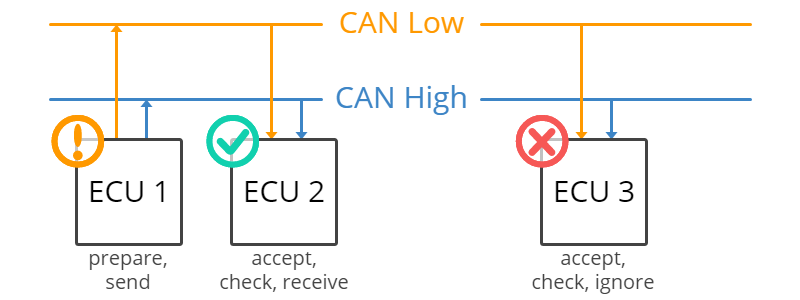 CAN Low
CAN High
ECU 1
ECU 2
ECU 3
prepare,
send
accept,
check, receive
accept,
check, ignore